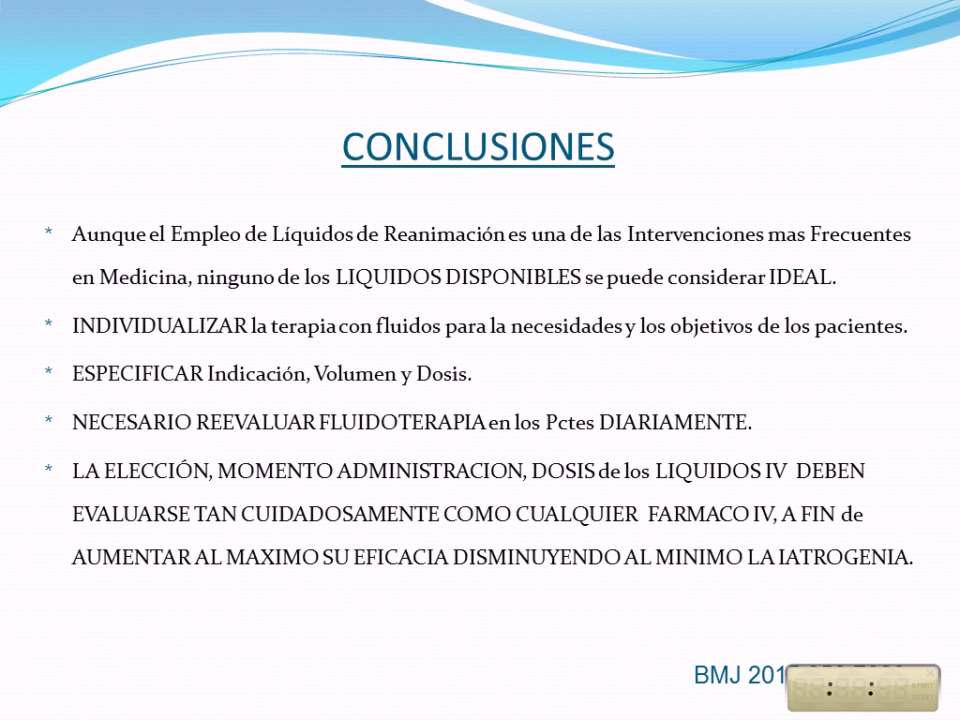 CONCLUSIONES
* Aunque el Empleo de Líquidos de Reanimación es una de las Intervenciones mas Frecuentes
en Medicina, ninguno de los LIQUIDOS DISPONIBLES se puede considerar IDEAL.
* INDIVIDUALIZAR la terapia con fluidos para la necesidades y los objetivos de los pacientes.
* ESPECIFICAR Indicación, Volumen y Dosis.
* NECESARIO REEVALUAR FLUIDOTERAPIA en los Pctes DIARIAMENTE.
* LA ELECCIÓN, MOMENTO ADMINISTRACION, DOSIS de los LIQUIDOS IV DEBEN
EVALUARSE TAN CUIDADOSAMENTE COMO CUALQUIER FARMACO IV, A FIN de
AUMENTAR AL MAXIMO SU EFICACIA DISMINUYENDO AL MINIMO LA IATROGENIA.
BMJ
START
RESET